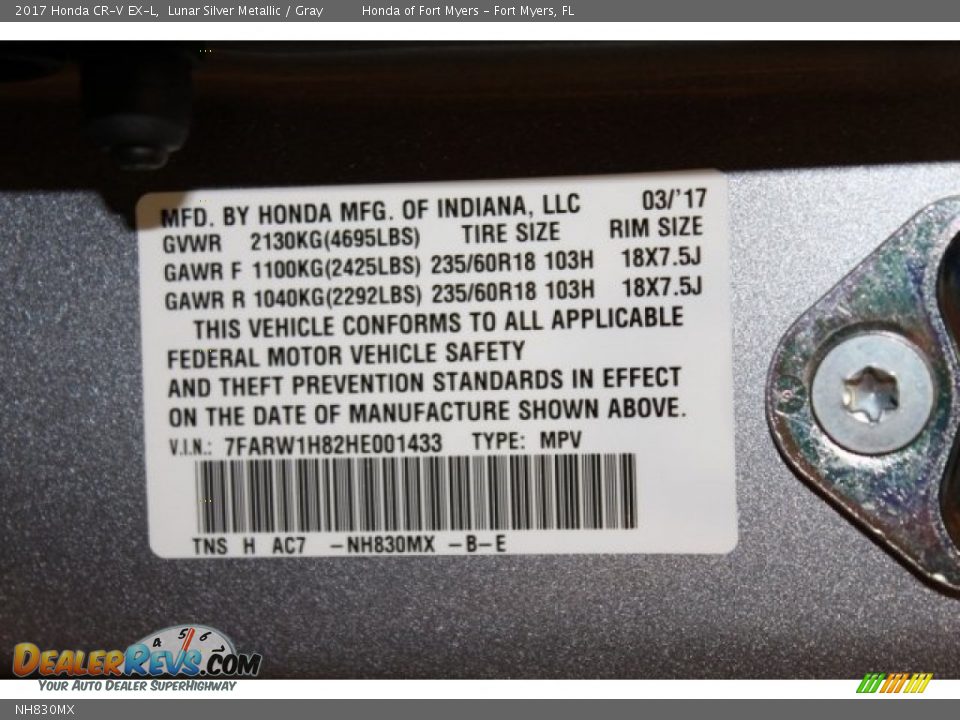 2017 Honda CR-V EX-L, Lunar Silver Metallic / Gray Honda of Fort Myers - Fort Myers, FL
MFD. BY HONDA MFG. OF INDIANA, LLC 03/'17
GVWR 2130KG(4695LBS) TIRE SIZE RIM SIZE
GAWR F 1100KG(2425LBS) 235/60R18 103H 18X7.5J
GAWR R 1040KG(2292LBS) 235/60R18 103H 18X7.5J
THIS VEHICLE CONFORMS TO ALL APPLICABLE
FEDERAL MOTOR VEHICLE SAFETY
AND THEFT PREVENTION STANDARDS IN EFFECT
ON THE DATE OF MANUFACTURE SHOWN ABOVE.
V.I.N.: 7FARW1H82HE001433 TYPE: MPV
TNS H AC7 -NH830MX -B-E
4 5 6
DEALERREVS.COM
YOUR AUTO DEALER SUPERHIGHWAY
NH830MX